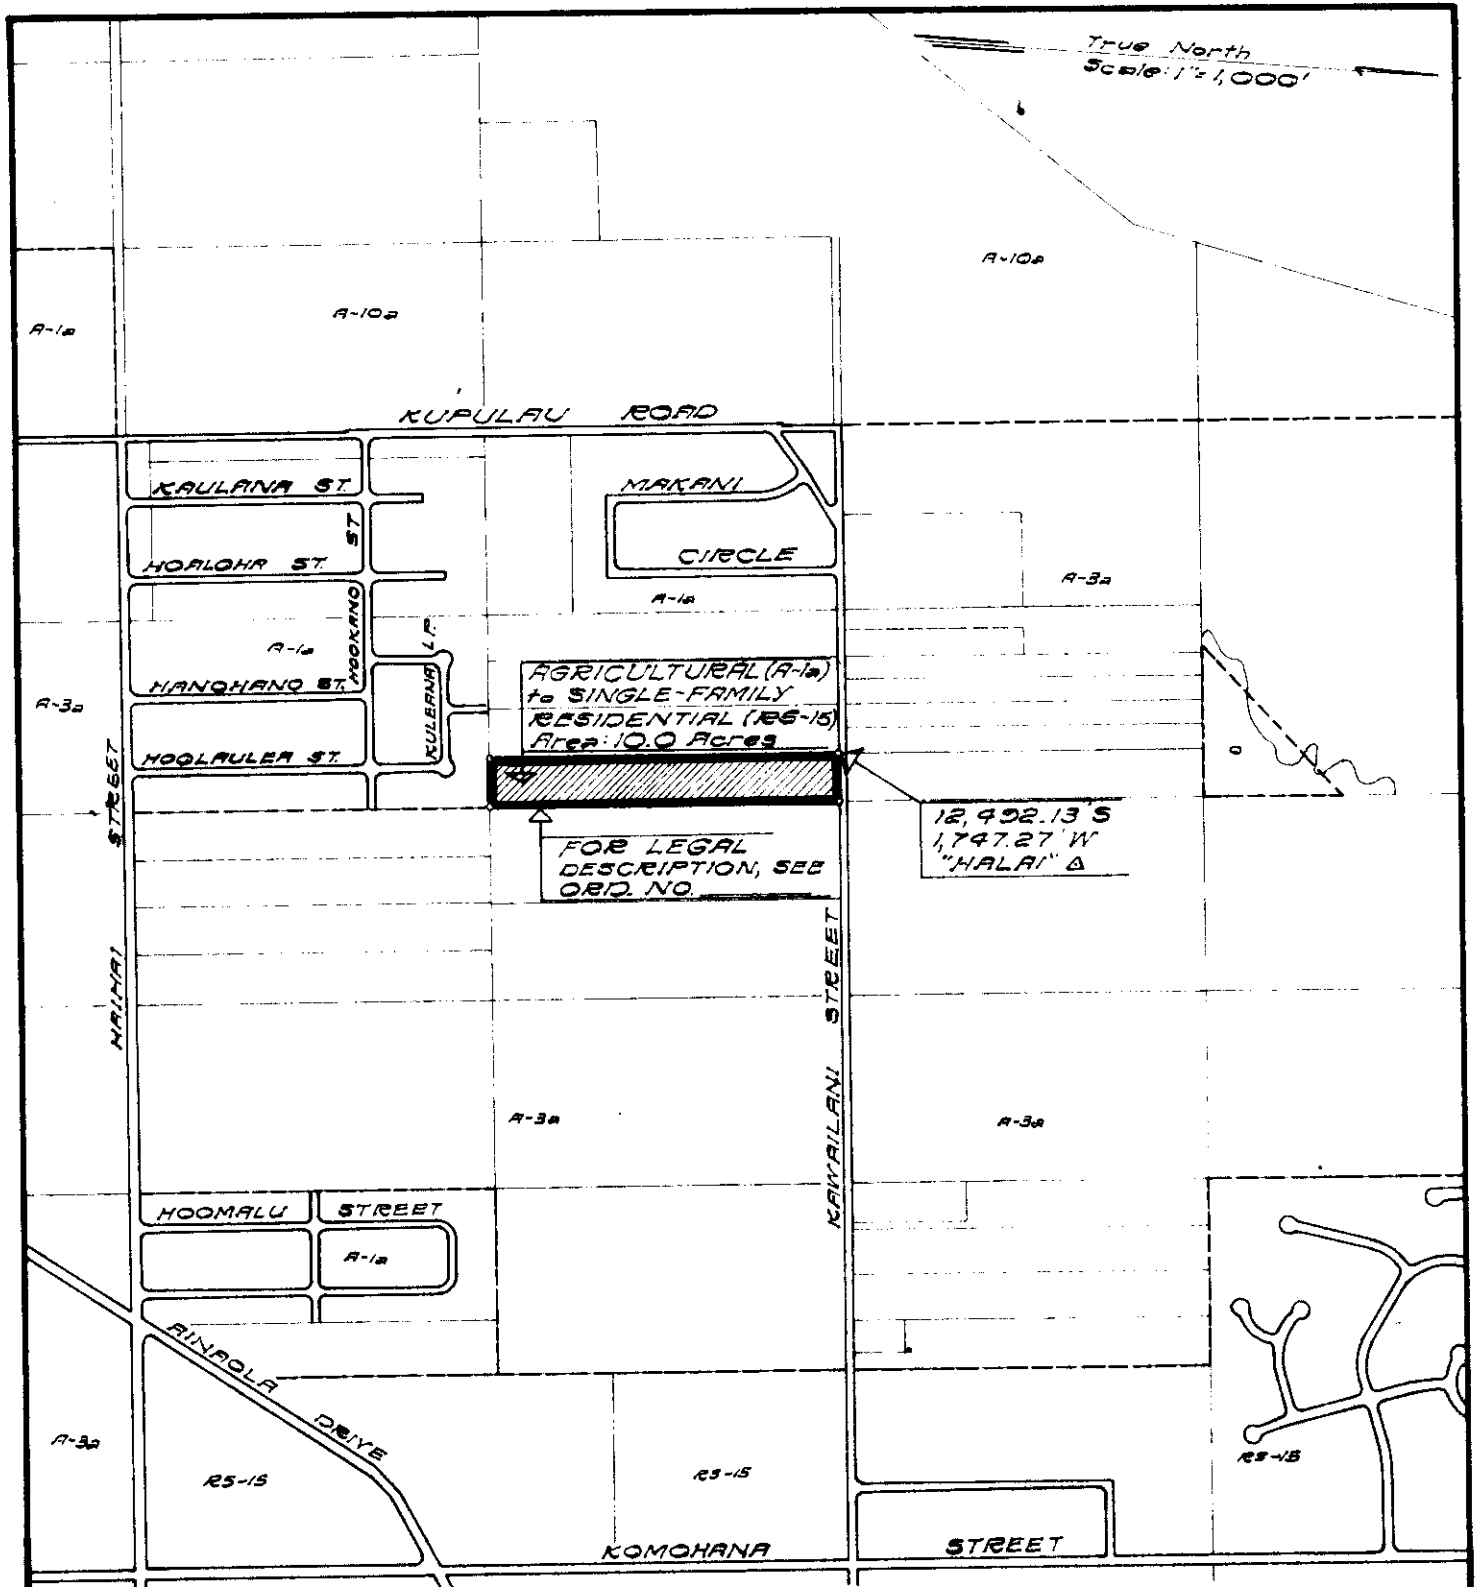 True North
Scale: 1"=1,000'
A-10a
A-1a
A-10a
KUPULAU ROAD
KAULANA ST.
MAKANI
HOOKANO ST
HOALOHA ST.
CIRCLE
A-3a
A-1a
A-1a
KULEANA LP.
HANOHANO ST.
A-3a
AGRICULTURAL (A-1a)
to SINGLE-FAMILY
RESIDENTIAL (RS-15)
Area: 10.0 Acres
HOOLAULEA ST.
O
HAIHAI STREET
12,492.13'S
1,747.27' W
"HALAI" Δ
FOR LEGAL
DESCRIPTION, SEE
ORD. NO.
KAWAILANI STREET
A-3a
A-3a
HOOMALU STREET
A-1a
AINAOLA DRIVE
A-3a
RS-15
RS-15
RS-15
KOMOHANA STREET